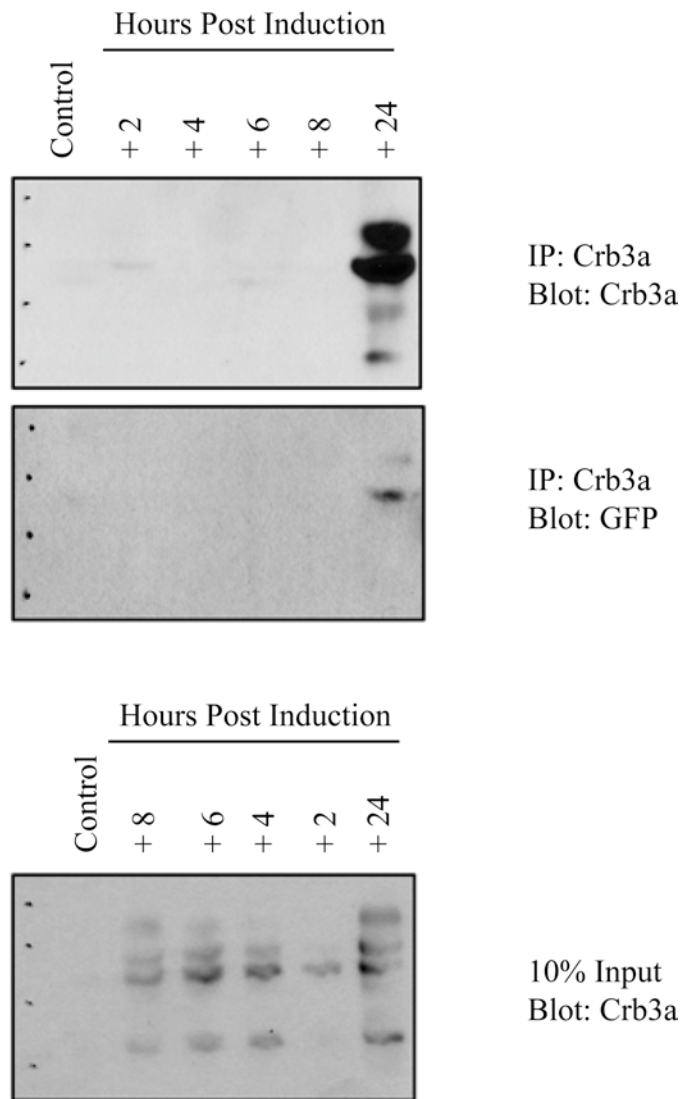 Hours Post Induction
Control
+ 2
+ 4
+ 6
+ 8
+ 24
IP: Crb3a
Blot: Crb3a
IP: Crb3a
Blot: GFP
Hours Post Induction
Control
+ 8
+ 6
+ 4
+ 2
+ 24
10% Input
Blot: Crb3a